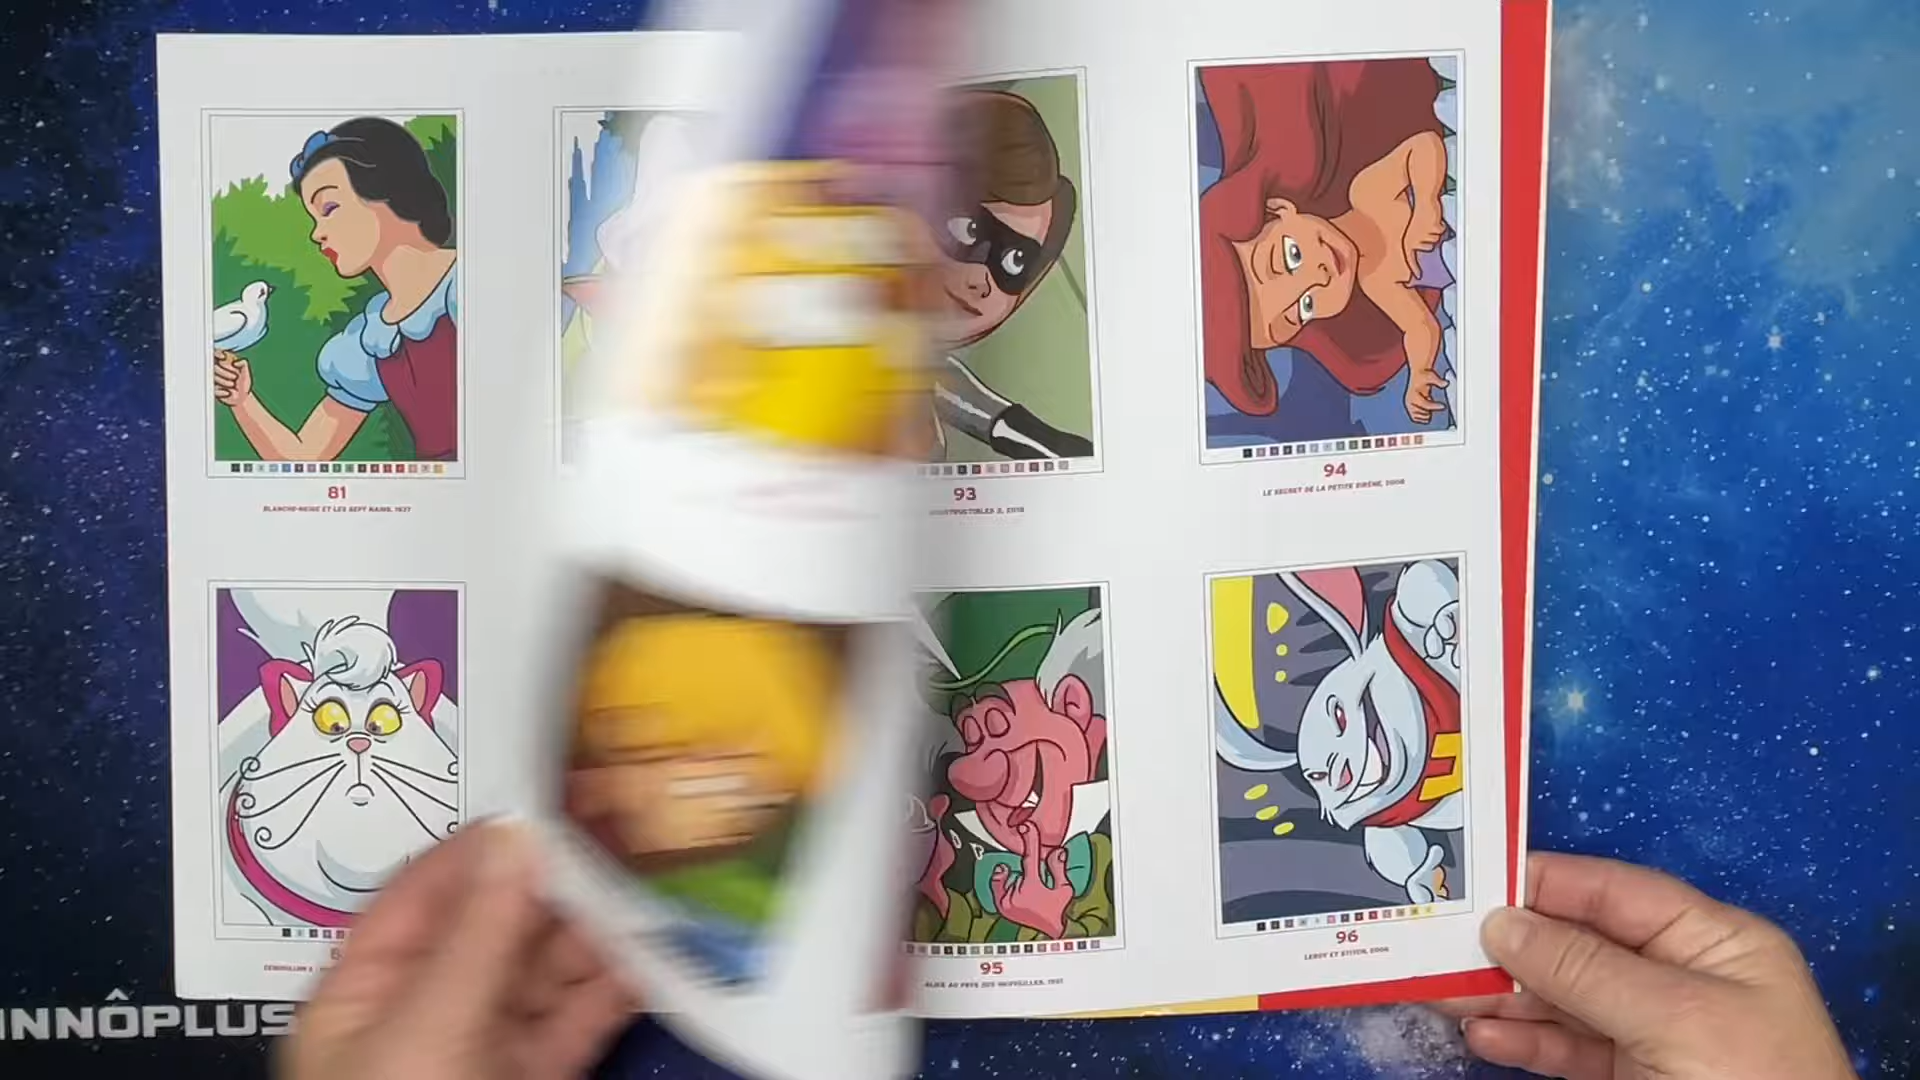 81
BLANCHE-NEIGE ET LES SEPT NAINS, 1937
93
94
LE SECRET DE LA PETITE SIRÈNE, 2008
95
ALICE AU PAYS DES MERVEILLES, 1951
96
LEROY ET STITCH, 2006
INNÔPLUS